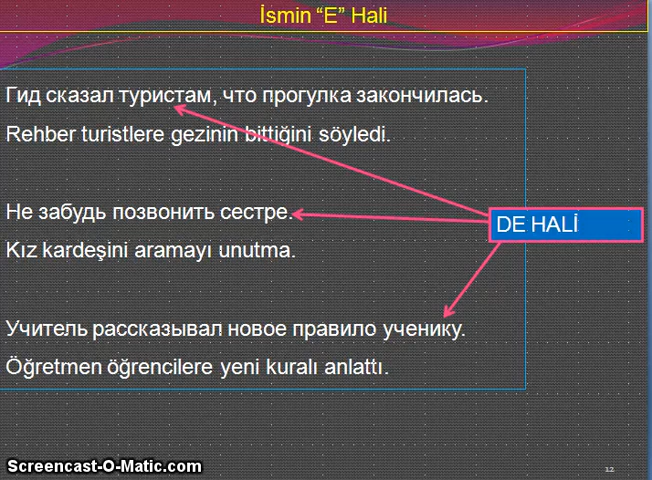 İsmin “E” Hali
Гид сказал туристам, что прогулка закончилась.
Rehber turistlere gezinin bittiğini söyledi.
Не забудь позвонить сестре.
DE HALİ
Kız kardeşini aramayı unutma.
Учитель рассказывал новое правило ученику.
Öğretmen öğrencilere yeni kuralı anlattı.
Screencast-O-Matic.com
12